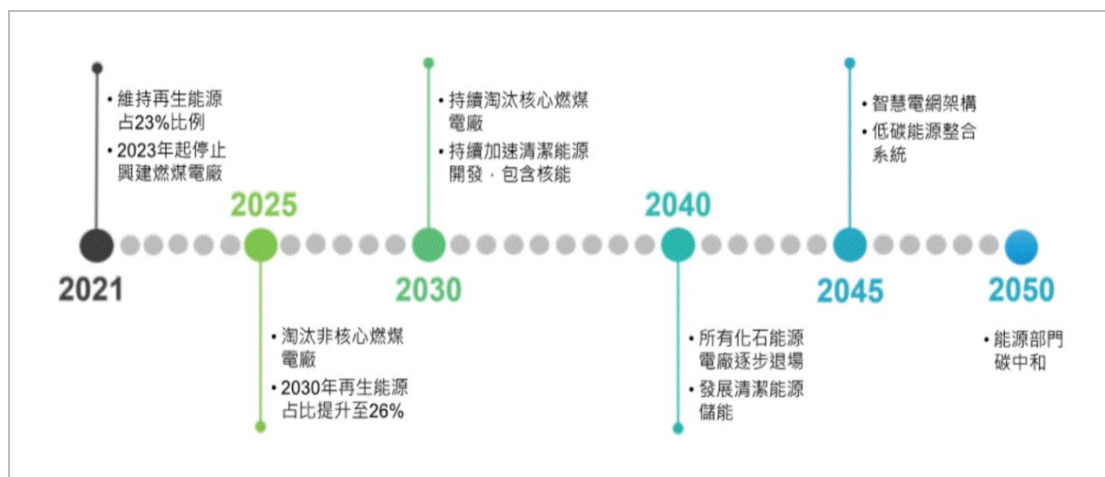 • 維持再生能源
占23%比例
• 2023年起停止
興建燃煤電廠
2021
2025
• 淘汰非核心燃煤
電廠
• 2030年再生能源
占比提升至26%
• 持續淘汰核心燃煤
電廠
• 持續加速清潔能源
開發，包含核能
2030
2040
• 所有化石能源
電廠逐步退場
• 發展清潔能源
儲能
• 智慧電網架構
• 低碳能源整合
系統
2045
2050
• 能源部門
碳中和